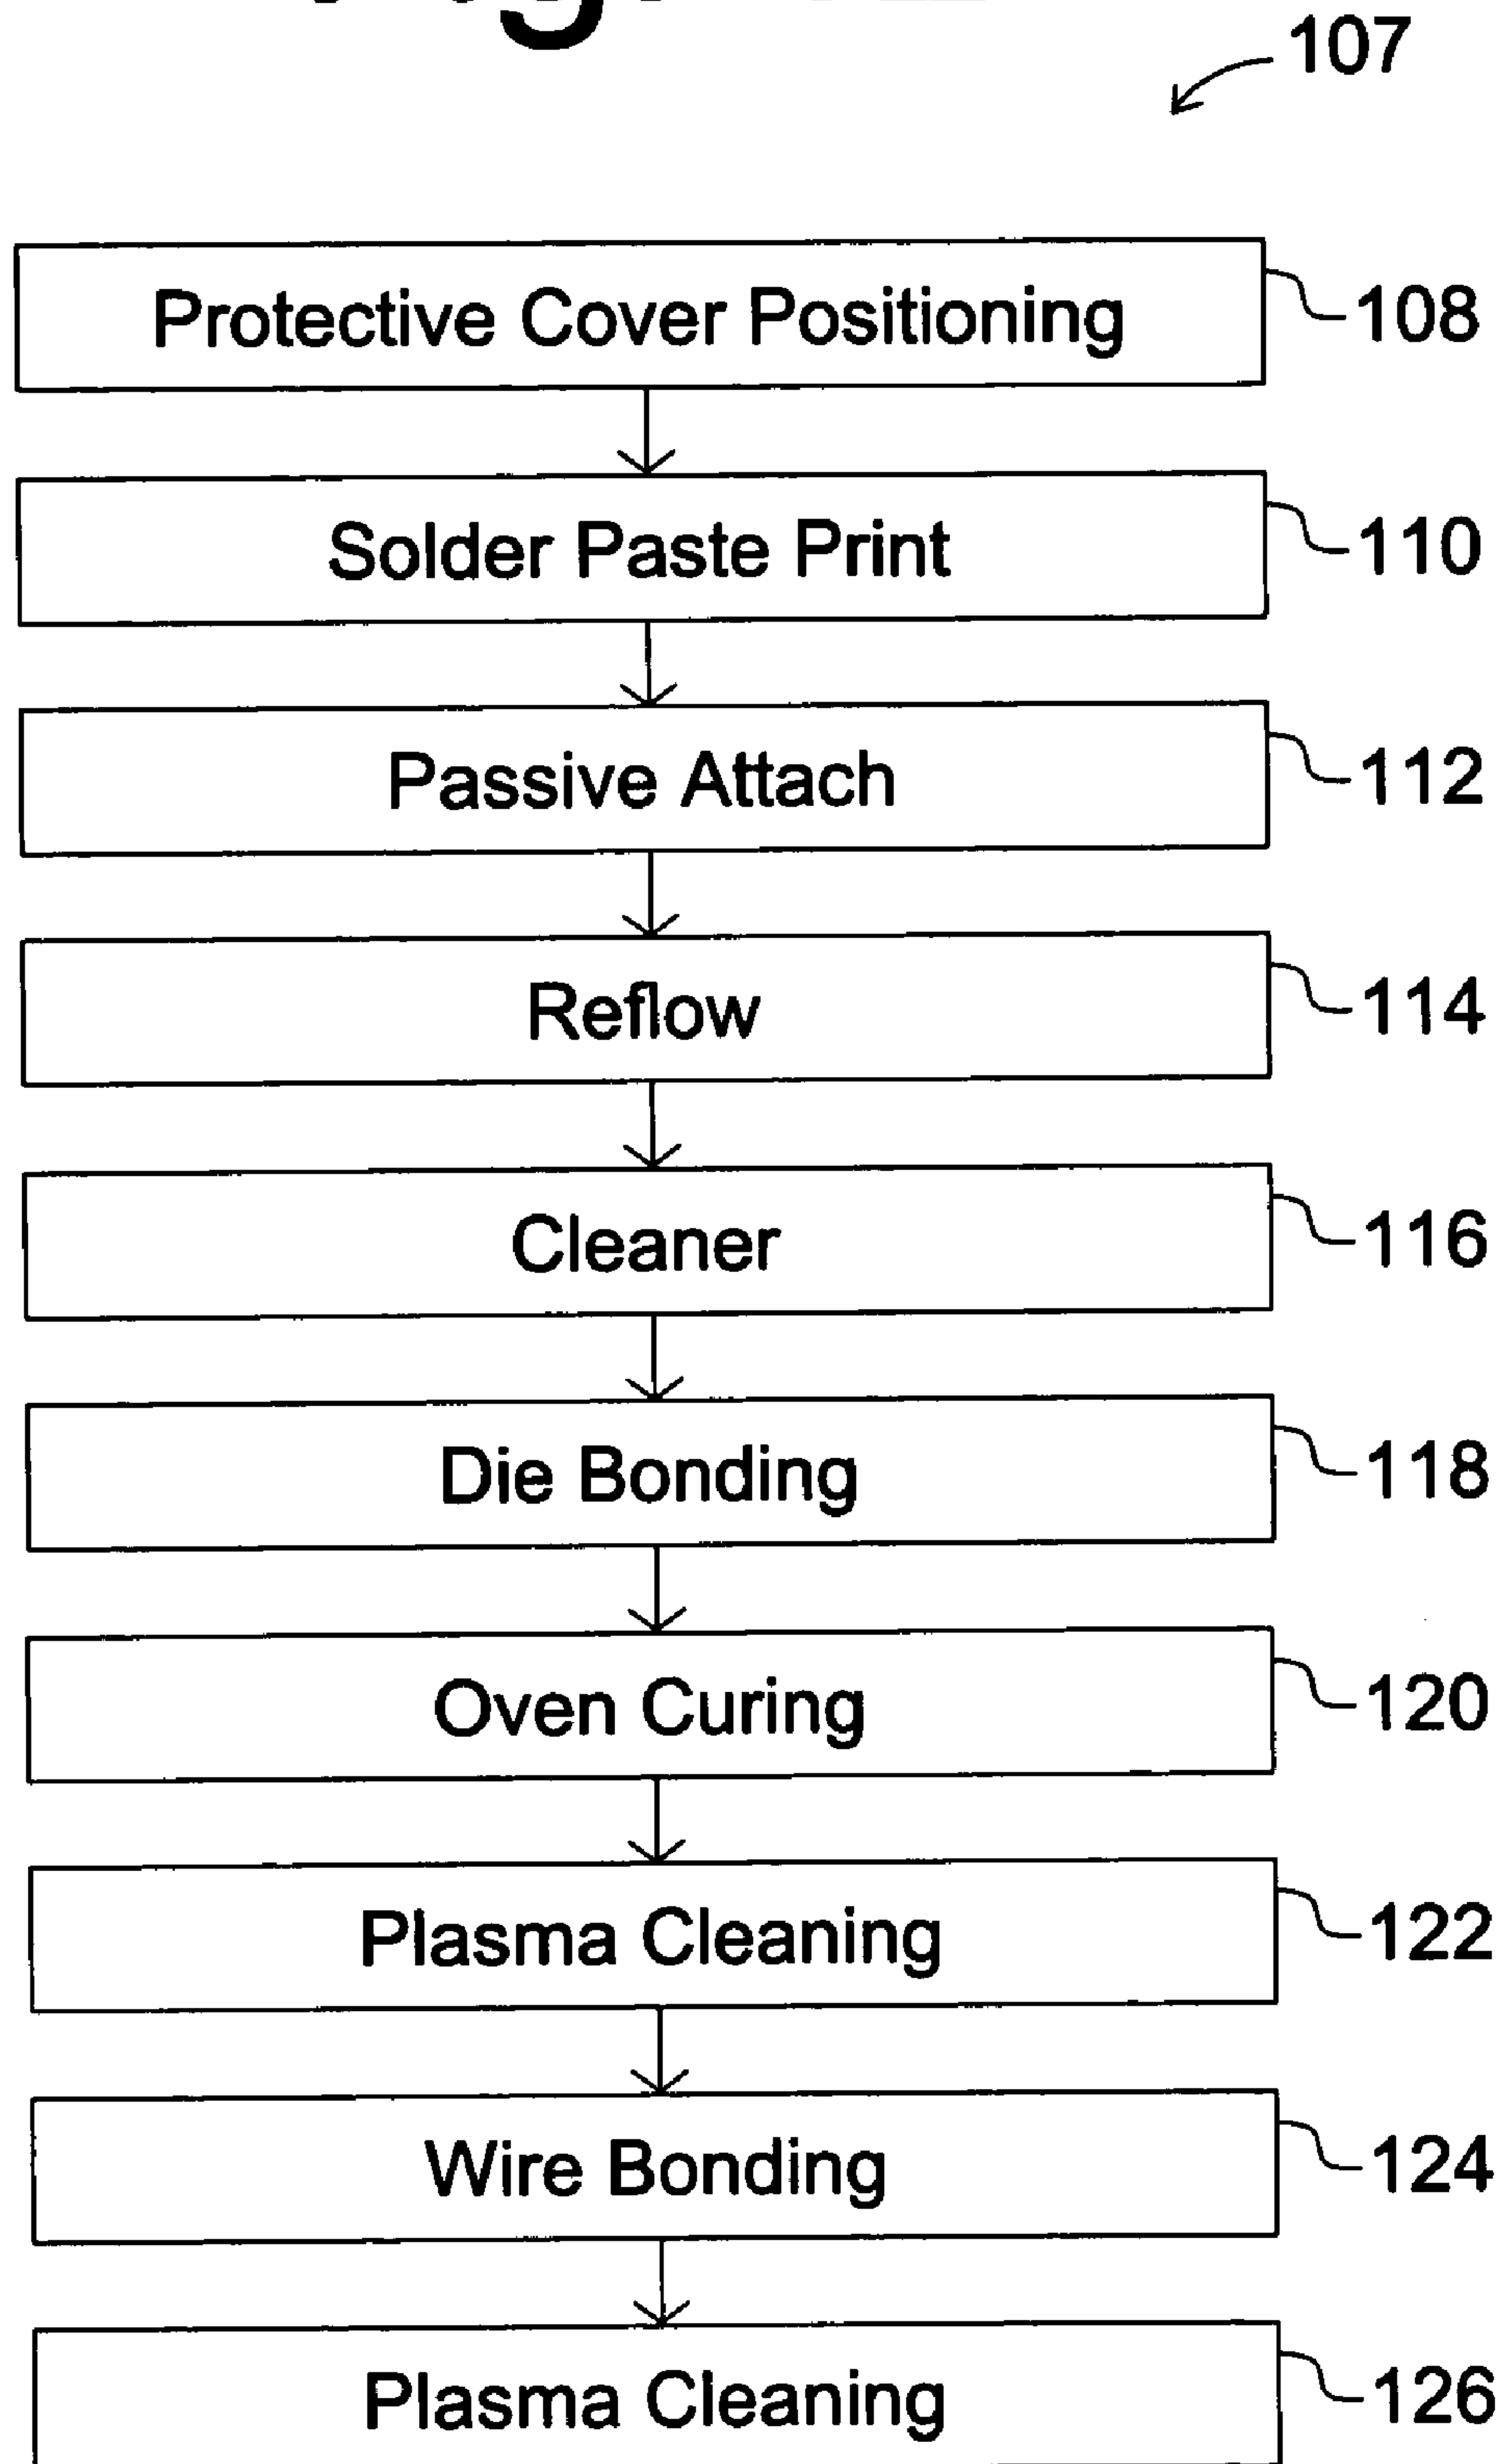 107
Protective Cover Positioning 108
Solder Paste Print 110
Passive Attach 112
Reflow 114
Cleaner 116
Die Bonding 118
Oven Curing 120
Plasma Cleaning 122
Wire Bonding 124
Plasma Cleaning 126